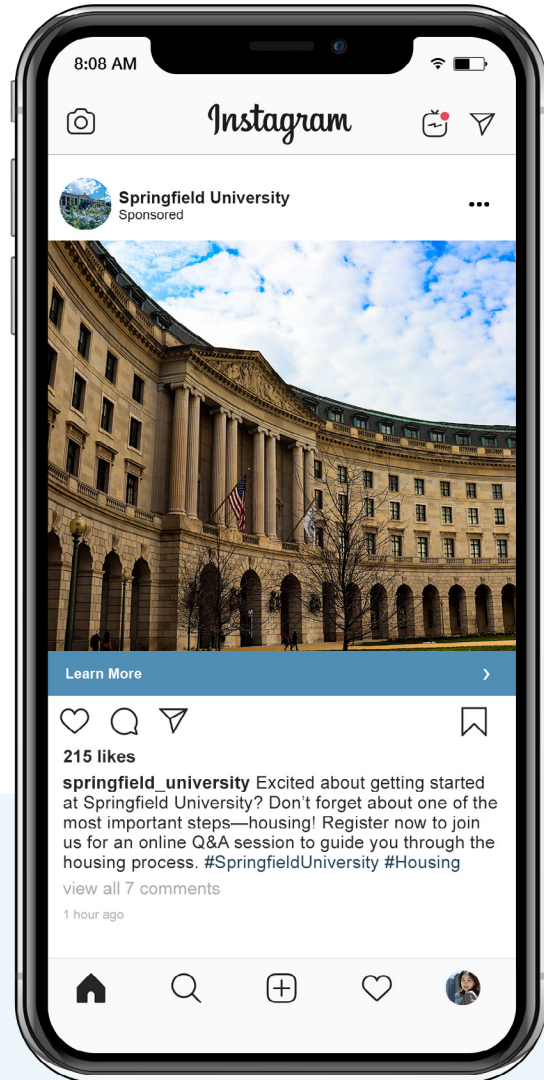 8:08 AM
Instagram
Springfield University
Sponsored
Learn More
215 likes
springfield_university Excited about getting started
at Springfield University? Don’t forget about one of the
most important steps—housing! Register now to join
us for an online Q&A session to guide you through the
housing process. #SpringfieldUniversity #Housing
view all 7 comments
1 hour ago